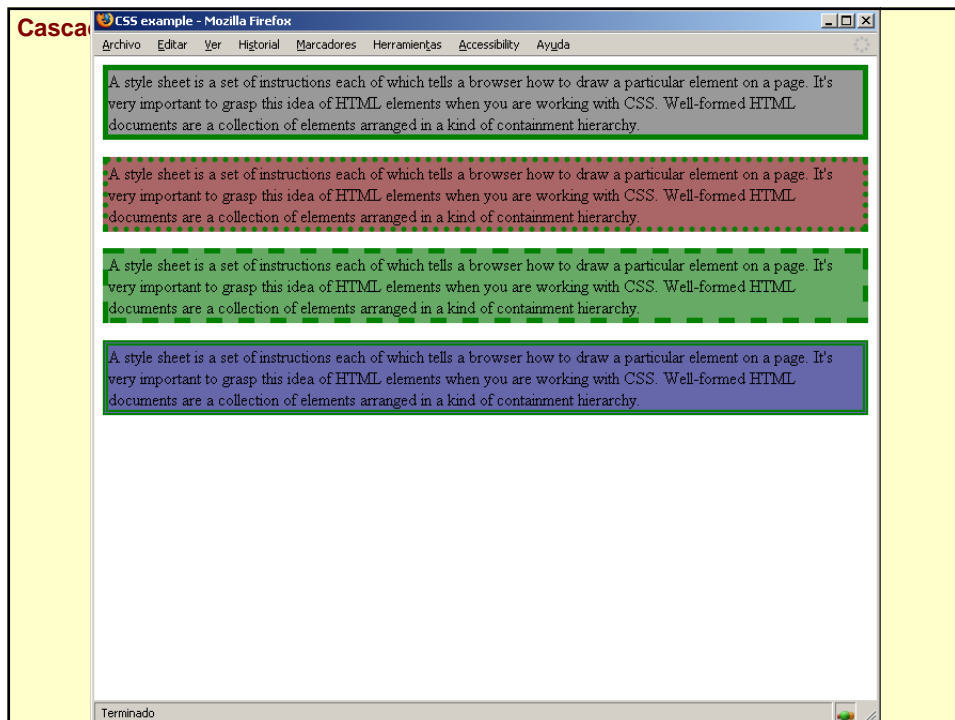 Casca
CSS example - Mozilla Firefox
Archivo Editar Ver Historial Marcadores Herramientas Accessibility Ayuda
A style sheet is a set of instructions each of which tells a browser how to draw a particular element on a page. It's
very important to grasp this idea of HTML elements when you are working with CSS. Well-formed HTML
documents are a collection of elements arranged in a kind of containment hierarchy.
A style sheet is a set of instructions each of which tells a browser how to draw a particular element on a page. It's
very important to grasp this idea of HTML elements when you are working with CSS. Well-formed HTML
documents are a collection of elements arranged in a kind of containment hierarchy.
A style sheet is a set of instructions each of which tells a browser how to draw a particular element on a page. It's
very important to grasp this idea of HTML elements when you are working with CSS. Well-formed HTML
documents are a collection of elements arranged in a kind of containment hierarchy.
A style sheet is a set of instructions each of which tells a browser how to draw a particular element on a page. It's
very important to grasp this idea of HTML elements when you are working with CSS. Well-formed HTML
documents are a collection of elements arranged in a kind of containment hierarchy.
Terminado